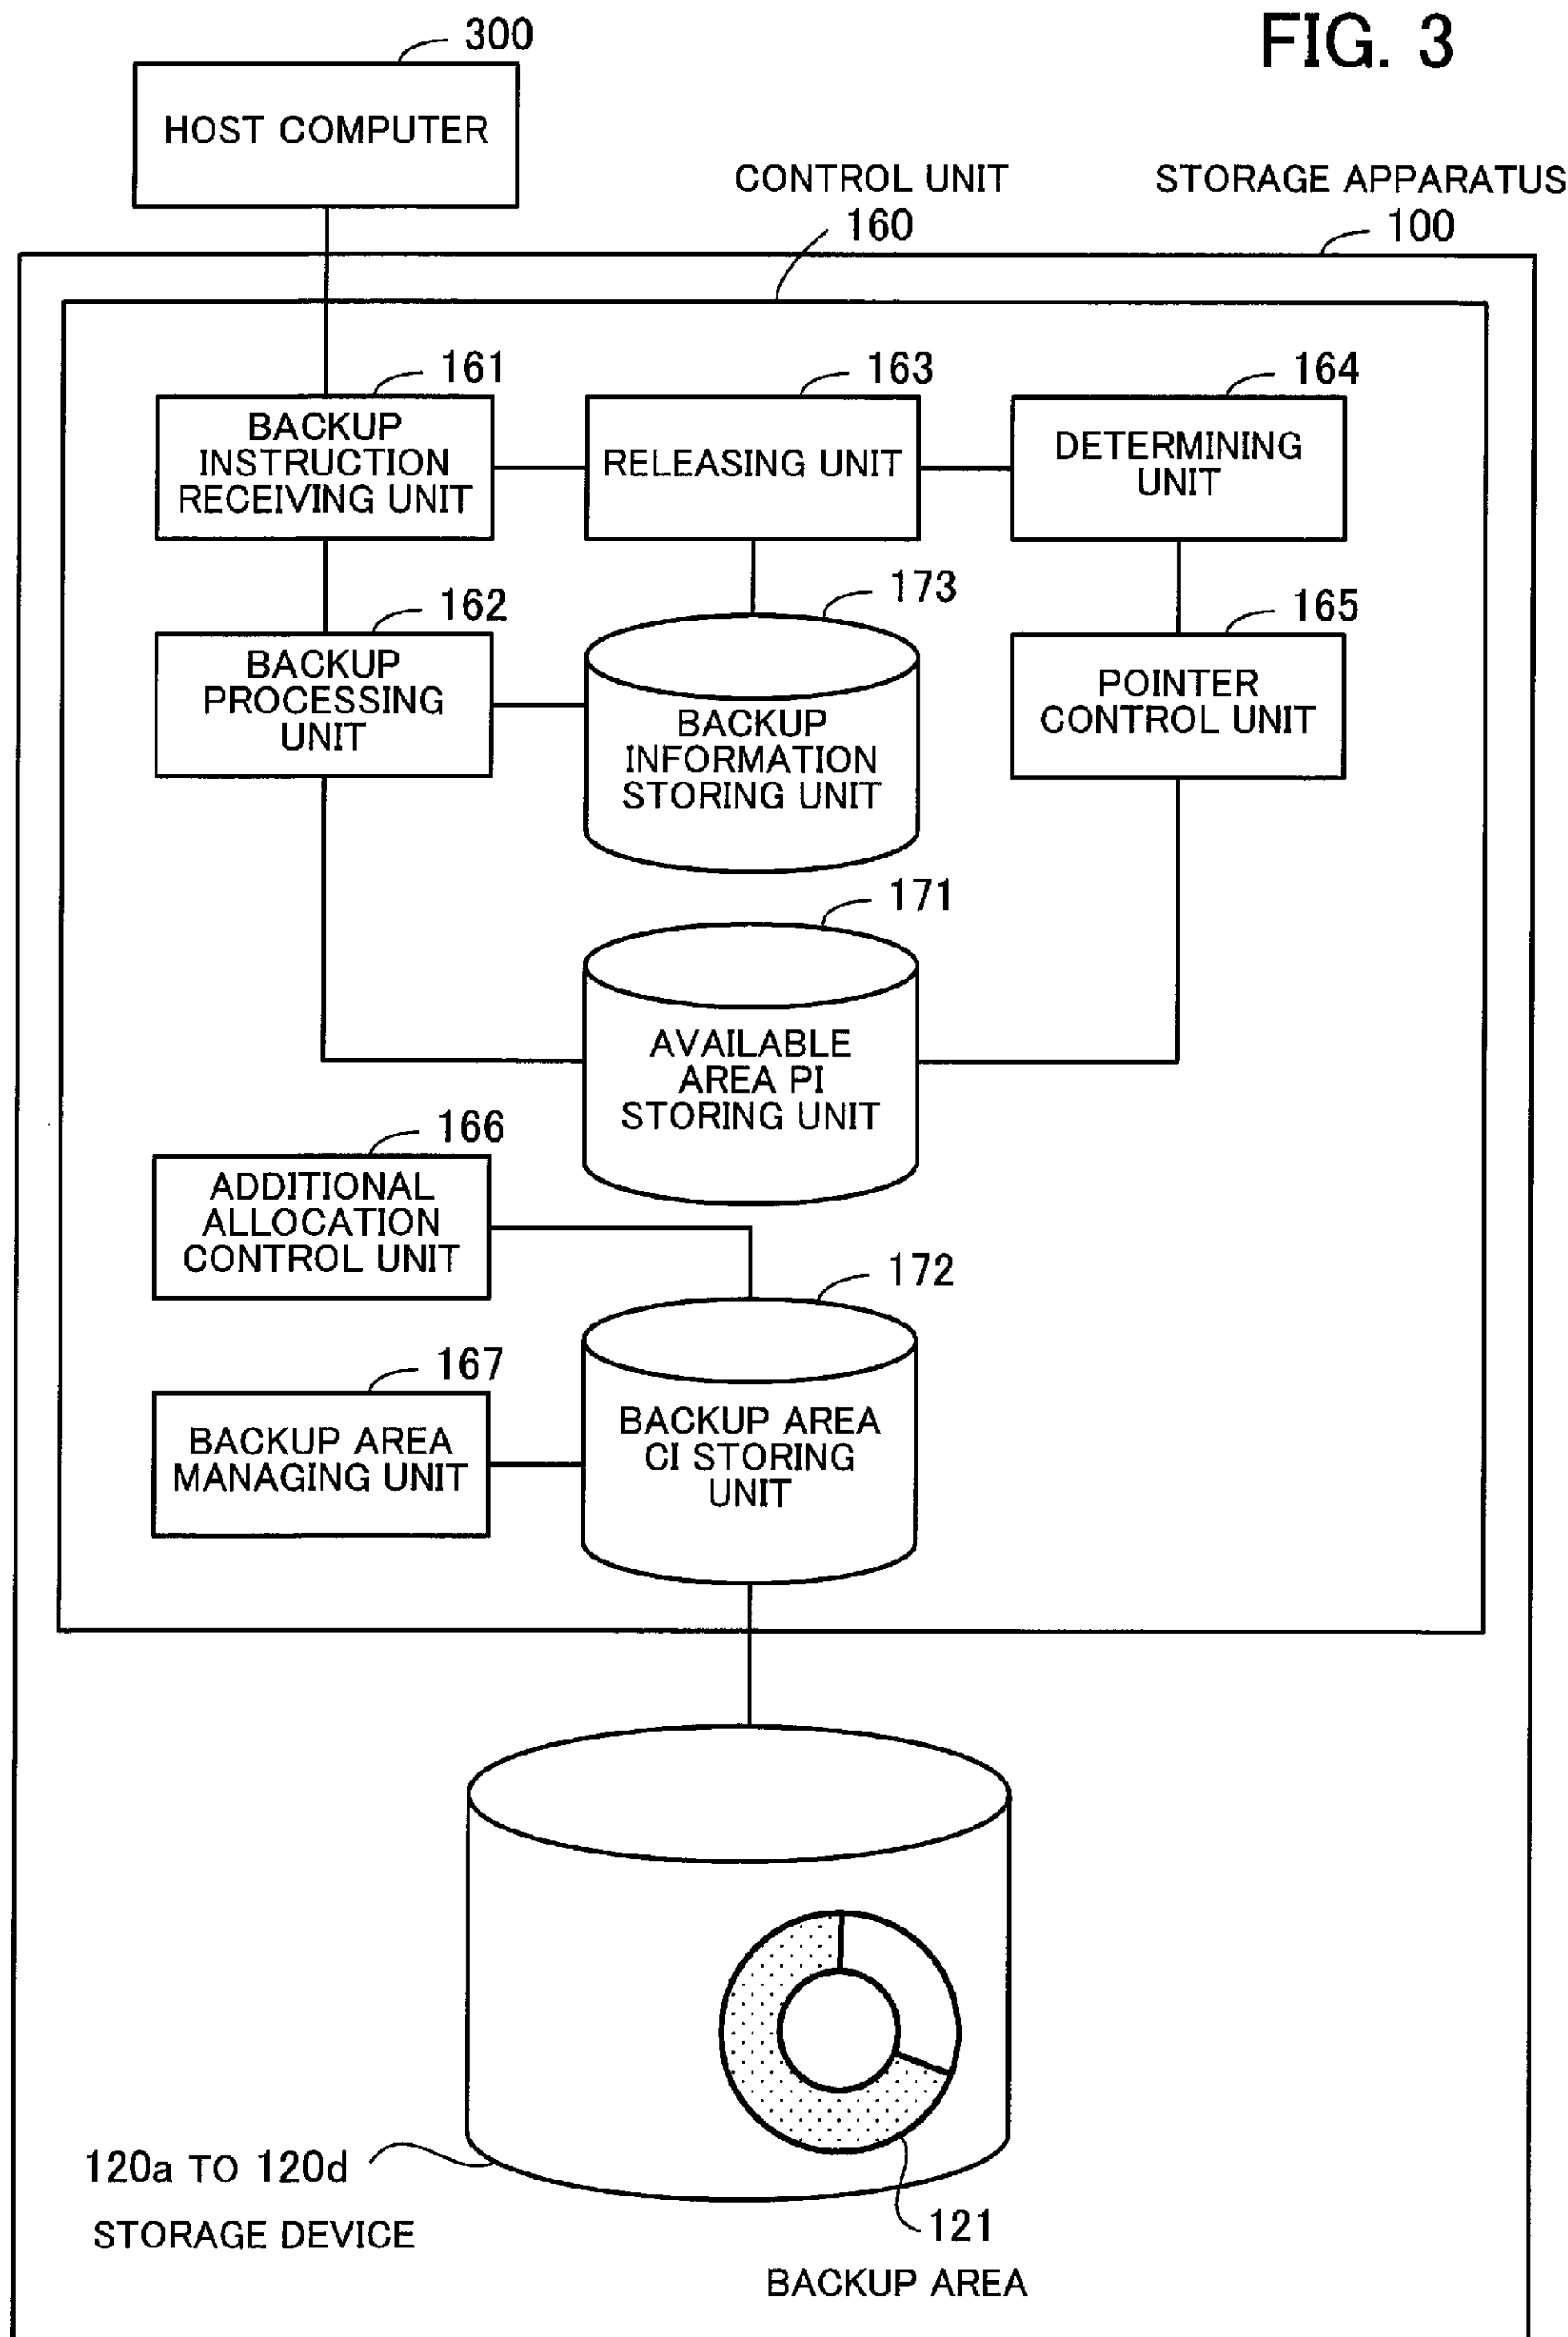 FIG. 3
300
HOST COMPUTER
CONTROL UNIT
160
STORAGE APPARATUS
100
161
BACKUP
INSTRUCTION
RECEIVING UNIT
163
RELEASING UNIT
164
DETERMINING
UNIT
162
BACKUP
PROCESSING
UNIT
173
BACKUP
INFORMATION
STORING UNIT
165
POINTER
CONTROL UNIT
171
AVAILABLE
AREA PI
STORING UNIT
166
ADDITIONAL
ALLOCATION
CONTROL UNIT
172
BACKUP AREA
CI STORING
UNIT
167
BACKUP AREA
MANAGING UNIT
120a TO 120d
STORAGE DEVICE
121
BACKUP AREA